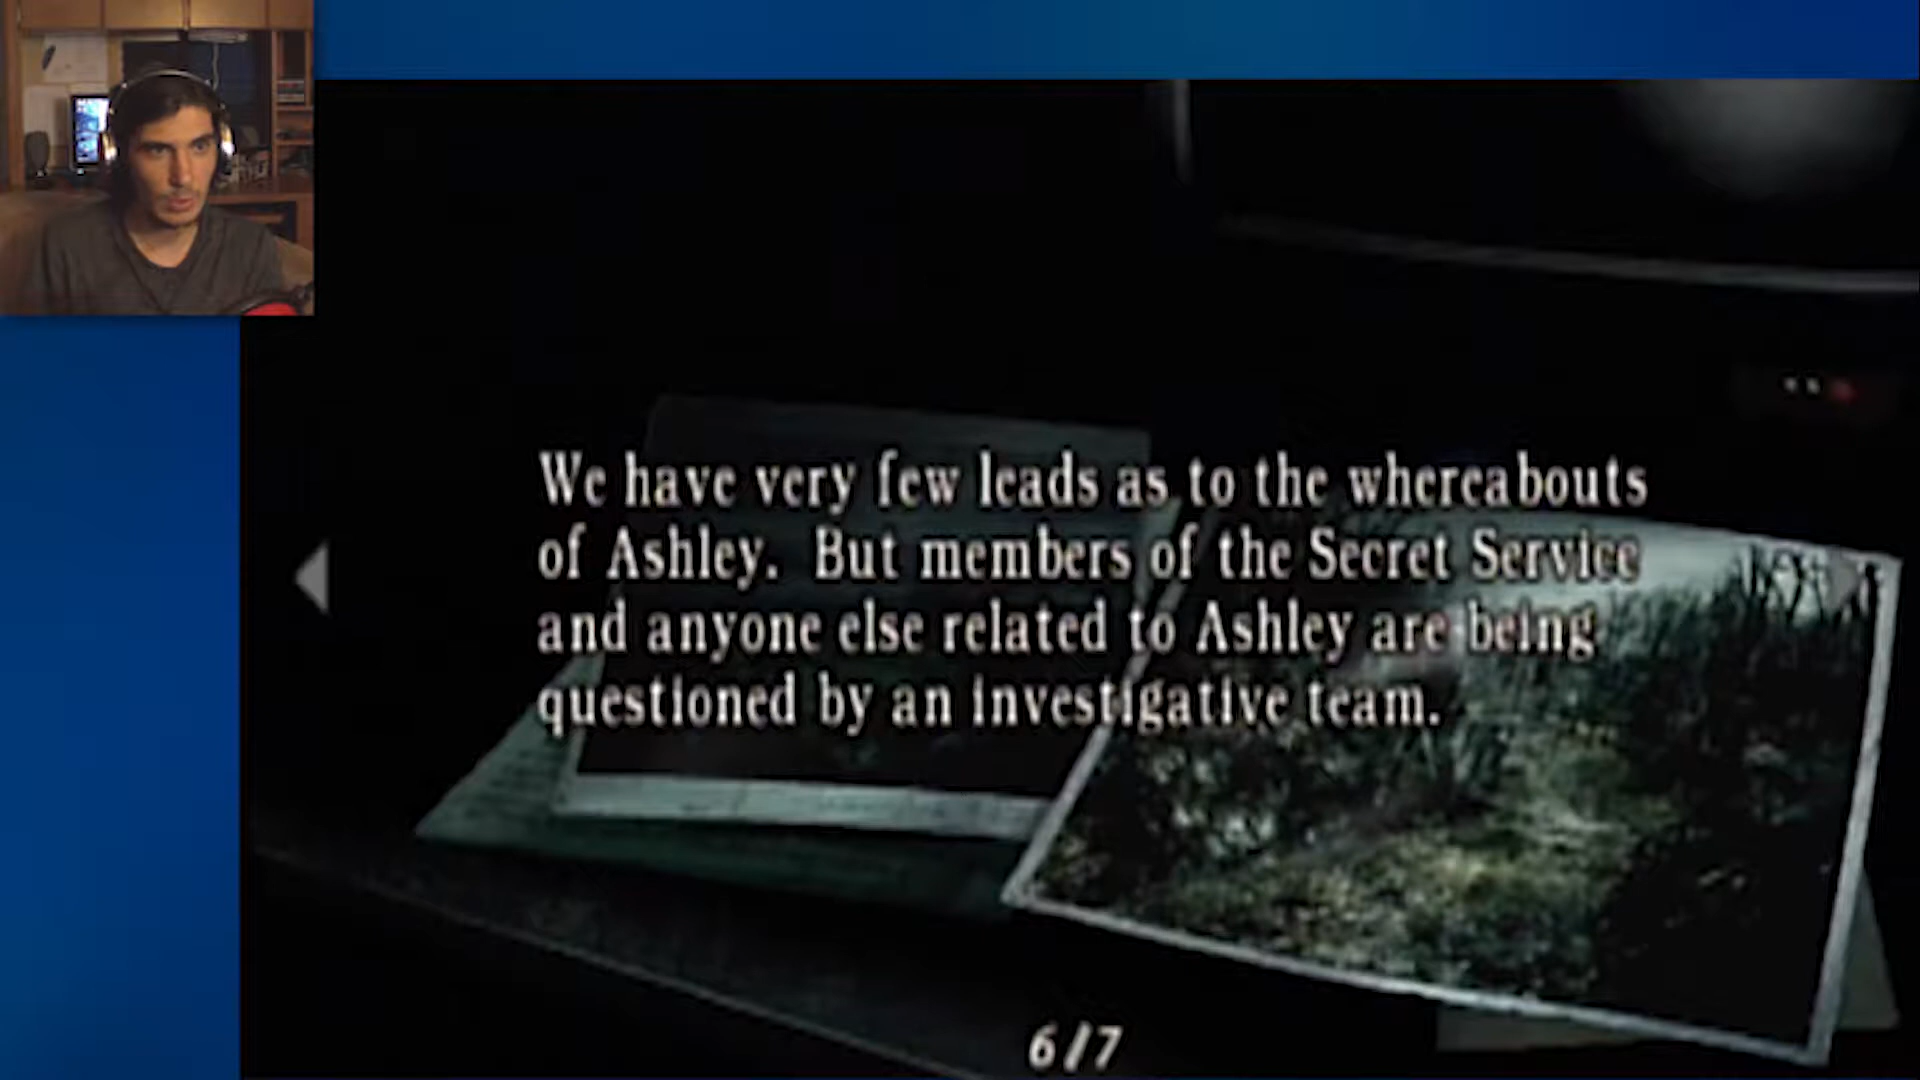 We have very few leads as to the whereabouts
of Ashley. But members of the Secret Service
and anyone else related to Ashley are being
questioned by an investigative team.
6/7